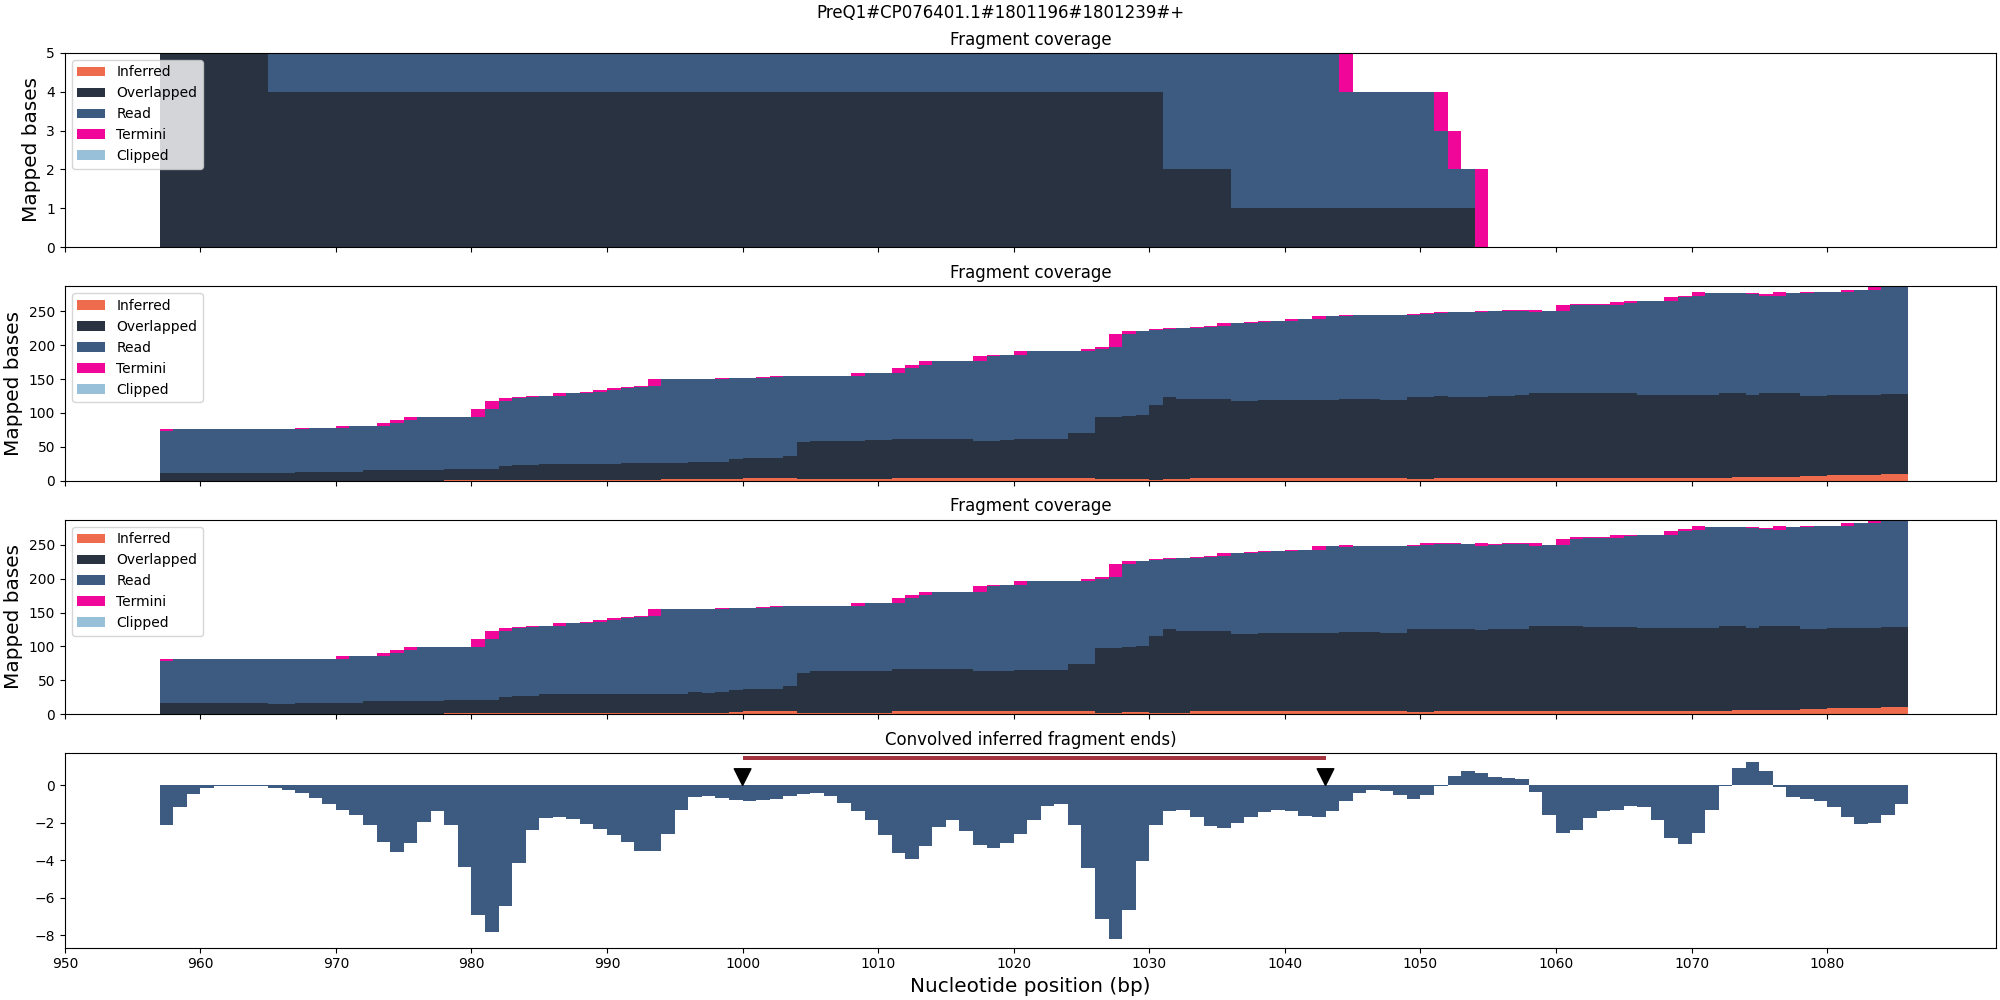 PreQ1#CP076401.1#1801196#1801239#+
Fragment coverage
Mapped bases
5
4
3
2
1
0
Inferred
Overlapped
Read
Termini
Clipped
Fragment coverage
Mapped bases
250
200
150
100
50
0
Inferred
Overlapped
Read
Termini
Clipped
Fragment coverage
Mapped bases
250
200
150
100
50
0
Inferred
Overlapped
Read
Termini
Clipped
Convolved inferred fragment ends)
0
−2
−4
−6
−8
950 960 970 980 990 1000 1010 1020 1030 1040 1050 1060 1070 1080
Nucleotide position (bp)